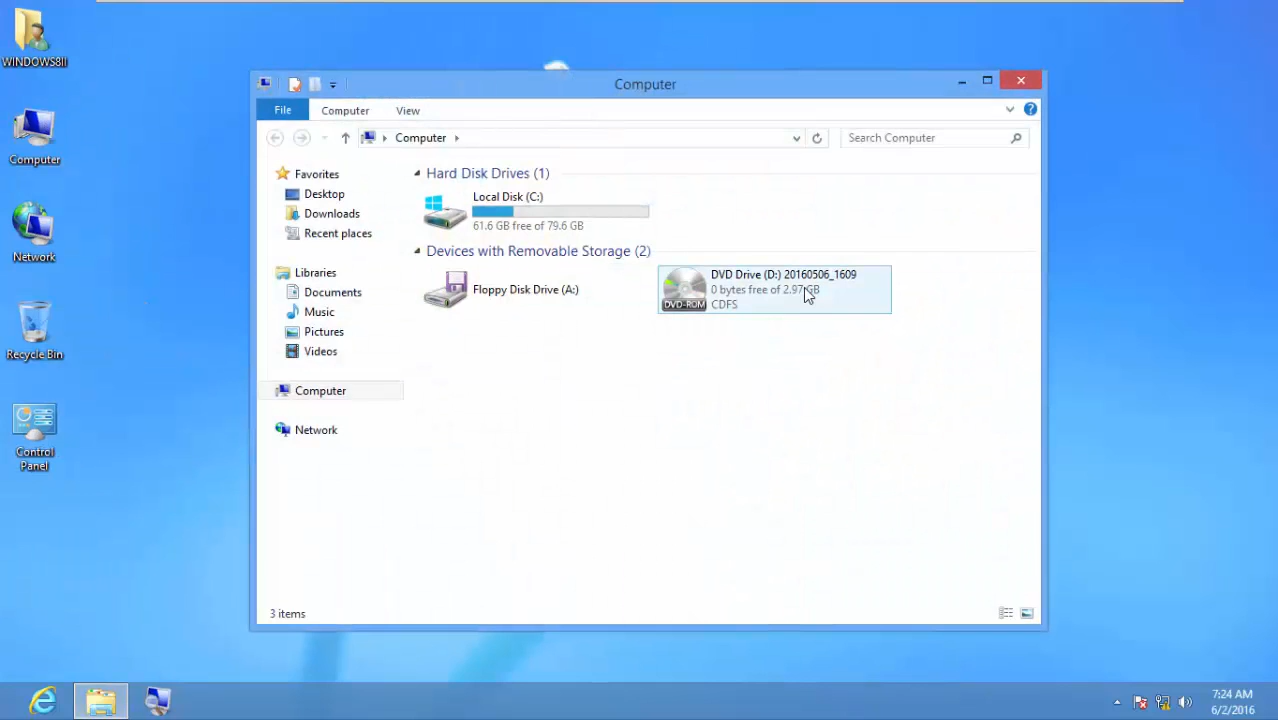 WINDOWS8II
Computer
Network
Recycle Bin
Control
Panel
Computer
File
Computer
View
Computer
Search Computer
Favorites
Desktop
Downloads
Recent places
Libraries
Documents
Music
Pictures
Videos
Computer
Network
Hard Disk Drives (1)
Local Disk (C:)
61.6 GB free of 79.6 GB
Devices with Removable Storage (2)
Floppy Disk Drive (A:)
DVD-ROM
DVD Drive (D:) 20160506_1609
0 bytes free of 2.97 GB
CDFS
3 items
7:24 AM
6/2/2016